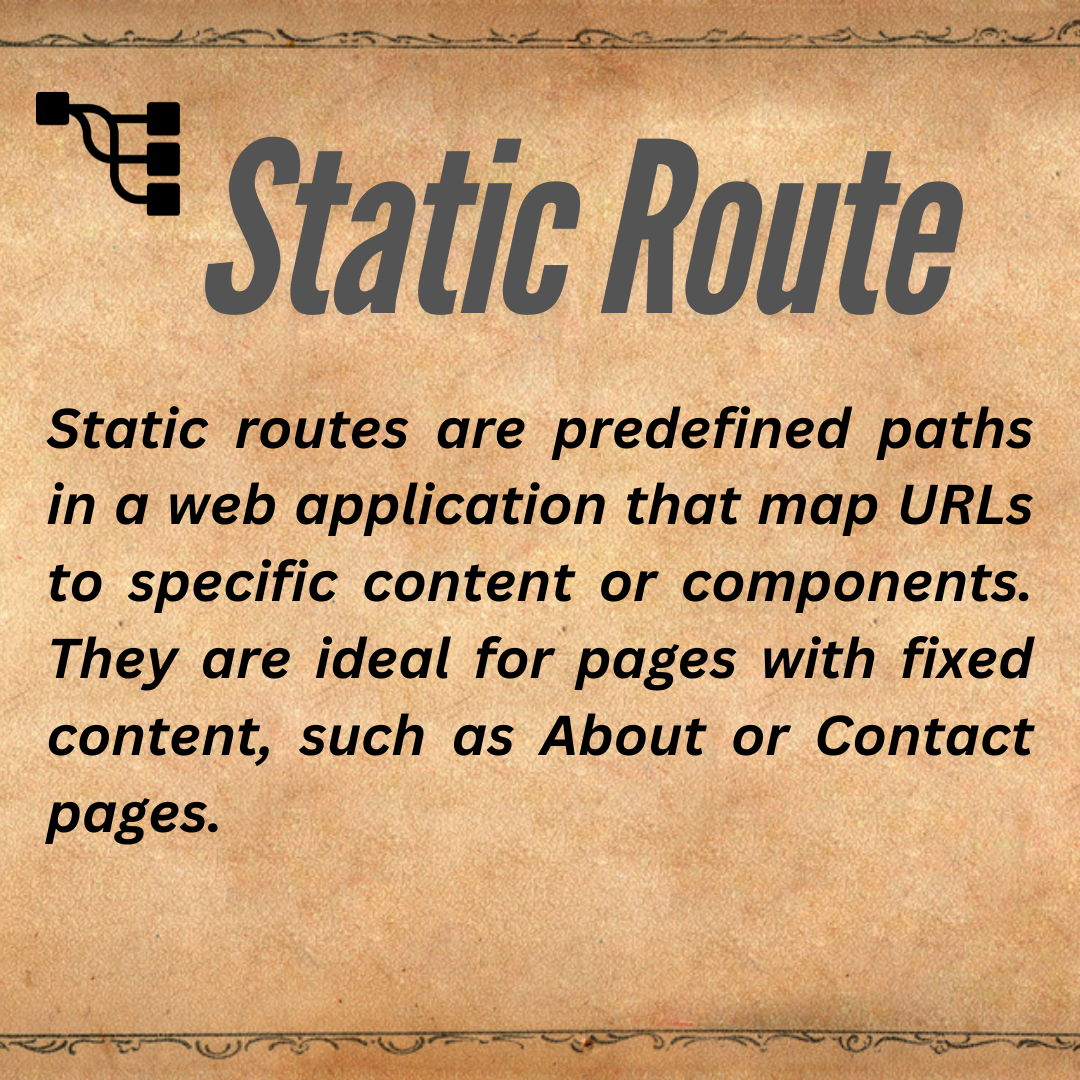 Static Route
Static routes are predefined paths
in a web application that map URLs
to specific content or components.
They are ideal for pages with fixed
content, such as About or Contact
pages.